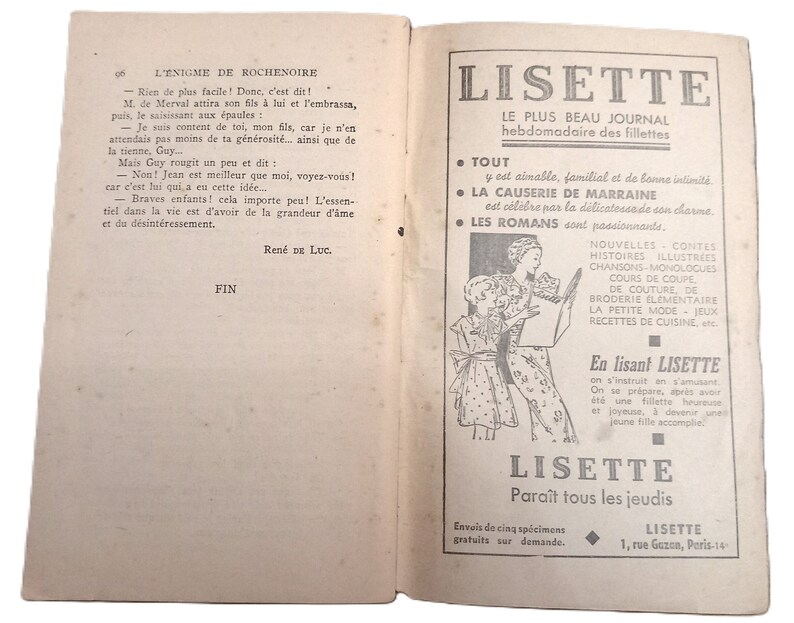 96 L'ÉNIGME DE ROCHENOIRE
— Rien de plus facile ! Donc, c'est dit !
M. de Merval attira son fils à lui et l'embrassa,
puis, le saisissant aux épaules :
— Je suis content de toi, mon fils, car je n'en
attendais pas moins de ta générosité... ainsi que de
la tienne, Guy...
Mais Guy rougit un peu et dit :
— Non ! Jean est meilleur que moi, voyez-vous !
car c'est lui qui a eu cette idée...
— Braves enfants ! cela importe peu ! L'essen-
tiel dans la vie est d'avoir de la grandeur d'âme
et du désintéressement.
René DE LUC.
FIN
LISETTE
LE PLUS BEAU JOURNAL
hebdomadaire des fillettes
• TOUT
y est aimable, familial et de bonne intimité.
• LA CAUSERIE DE MARRAINE
est célèbre par la délicatesse de son charme.
• LES ROMANS sont passionnants.
NOUVELLES - CONTES
HISTOIRES ILLUSTRÉES
CHANSONS - MONOLOGUES
COURS DE COUPE,
DE COUTURE, DE
BRODERIE ÉLÉMENTAIRE
LA PETITE MODE - JEUX
RECETTES DE CUISINE, etc.
En lisant LISETTE
on s'instruit en s'amusant.
On se prépare, après avoir
été une fillette heureuse
et joyeuse, à devenir une
jeune fille accomplie.
LISETTE
Paraît tous les jeudis
Envois de cinq spécimens
gratuits sur demande.
LISETTE
1, rue Gazan, Paris-14